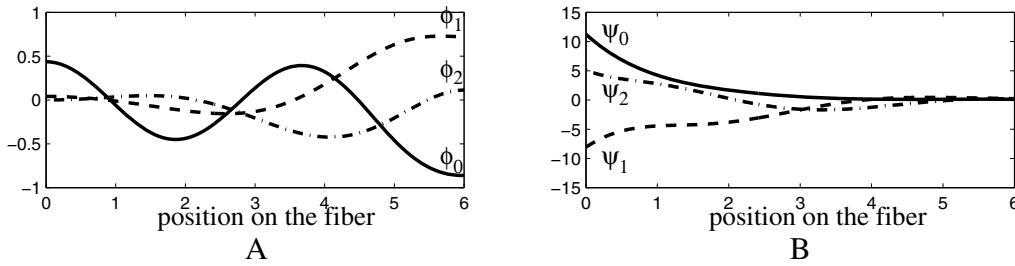 1
0.5
0
−0.5
−1
ϕ1
ϕ2
ϕ0
0 1 2 3 4 5 6
position on the fiber
A
15
10
5
0
−5
−10
−15
ψ0
ψ2
ψ1
0 1 2 3 4 5 6
position on the fiber
B